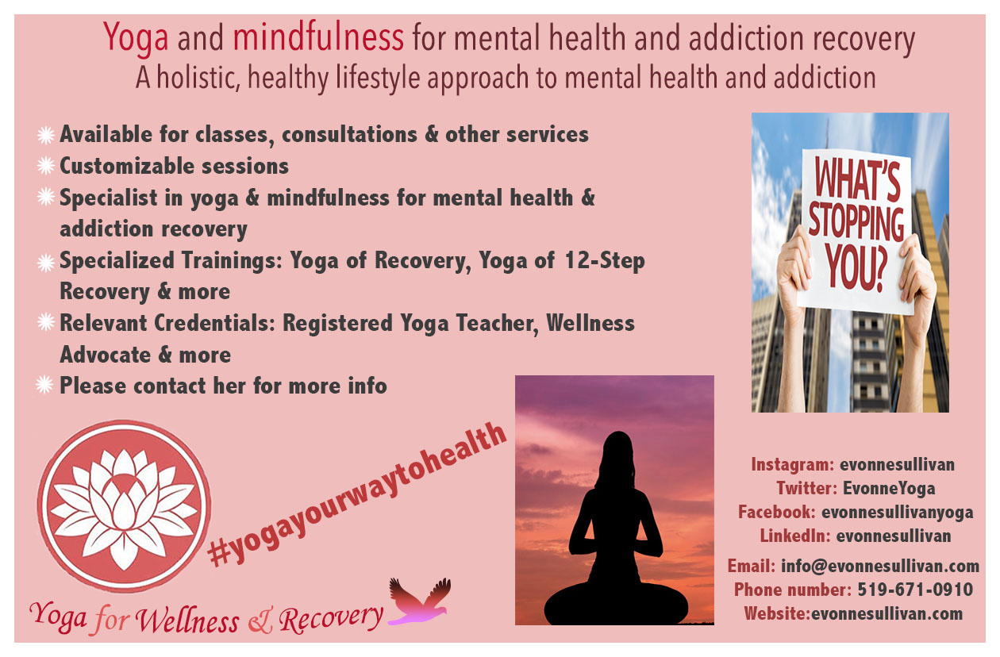 Yoga and mindfulness for mental health and addiction recovery
A holistic, healthy lifestyle approach to mental health and addiction
Available for classes, consultations & other services
Customizable sessions
Specialist in yoga & mindfulness for mental health &
addiction recovery
Specialized Trainings: Yoga of Recovery, Yoga of 12-Step
Recovery & more
Relevant Credentials: Registered Yoga Teacher, Wellness
Advocate & more
Please contact her for more info
WHAT'S
STOPPING
YOU?
#yogayourwaytohealth
Yoga for Wellness & Recovery
Instagram: evonnesullivan
Twitter: EvonneYoga
Facebook: evonnesullivanyoga
LinkedIn: evonnesullivan
Email: info@evonnesullivan.com
Phone number: 519-671-0910
Website:evonnesullivan.com